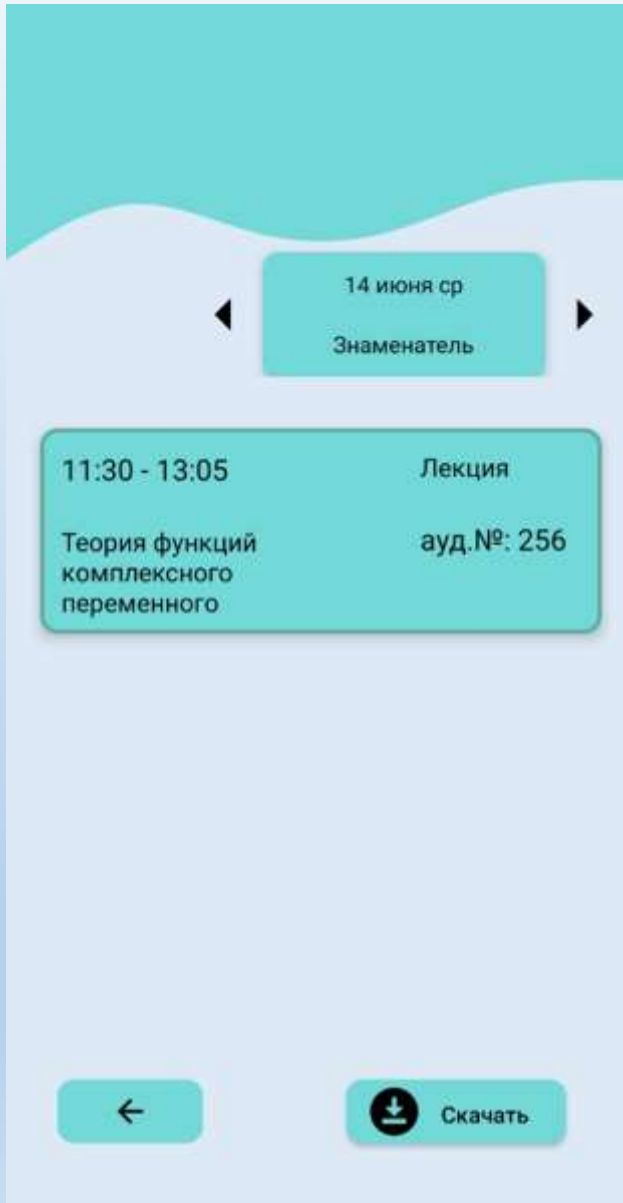 14 июня ср
Знаменатель
11:30 - 13:05
Лекция
Теория функций
комплексного
переменного
ауд.№: 256
Скачать